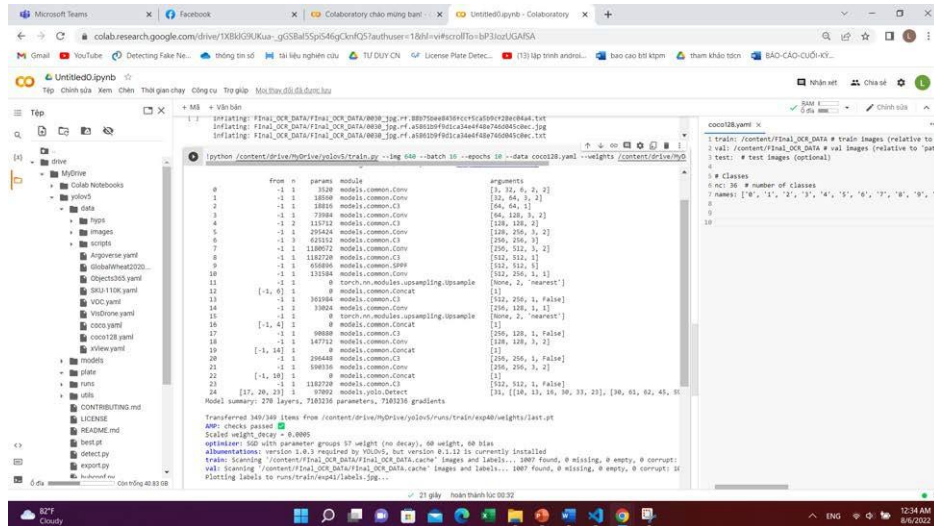 Microsoft Teams
Facebook
Colaboratory chào mừng bạn! -
Untitled0.ipynb - Colaboratory
Gmail
YouTube
Detecting Fake Ne...
thông tin số
tài liệu nghiên cứu
TƯ DUY CN
License Plate Detec...
(13) lập trình androi...
bao cao btl ktpm
tham khảo tdcn
BÁO-CÁO-CUỐI-KỲ...
Untitled0.ipynb
Tệp Chỉnh sửa Xem Chèn Thời gian chạy Công cụ Trợ giúp Mọi thay đổi đã được lưu
Nhận xét
Chia sẻ
Tệp
+ Mã + Văn bản
RAM
Ổ đĩa
Chỉnh sửa
drive
MyDrive
Colab Notebooks
yolov5
data
hyps
images
scripts
Argoverse.yaml
GlobalWheat2020...
Objects365.yaml
SKU-110K.yaml
VOC.yaml
VisDrone.yaml
coco.yaml
coco128.yaml
xView.yaml
models
plate
runs
utils
CONTRIBUTING.md
LICENSE
README.md
best.pt
detect.py
export.py
Ổ đĩa Còn trống 40.83 GB
!python /content/drive/MyDrive/yolov5/train.py --img 640 --batch 16 --epochs 10 --data coco128.yaml --weights /content/drive/MyD
from n params module arguments
0 -1 1 3520 models.common.Conv [3, 32, 6, 2, 2]
1 -1 1 18560 models.common.Conv [32, 64, 3, 2]
2 -1 1 18816 models.common.C3 [64, 64, 1]
3 -1 1 73984 models.common.Conv [64, 128, 3, 2]
4 -1 2 115712 models.common.C3 [128, 128, 2]
5 -1 1 295424 models.common.Conv [128, 256, 3, 2]
6 -1 3 625152 models.common.C3 [256, 256, 3]
7 -1 1 1180672 models.common.Conv [256, 512, 3, 2]
8 -1 1 1182720 models.common.C3 [512, 512, 1]
9 -1 1 656896 models.common.SPPF [512, 512, 5]
10 -1 1 131584 models.common.Conv [512, 256, 1, 1]
11 -1 1 0 torch.nn.modules.upsampling.Upsample [None, 2, 'nearest']
12 [-1, 6] 1 0 models.common.Concat [1]
13 -1 1 361984 models.common.C3 [512, 256, 1, False]
14 -1 1 33024 models.common.Conv [256, 128, 1, 1]
15 -1 1 0 torch.nn.modules.upsampling.Upsample [None, 2, 'nearest']
16 [-1, 4] 1 0 models.common.Concat [1]
17 -1 1 90880 models.common.C3 [256, 128, 1, False]
18 -1 1 147712 models.common.Conv [128, 128, 3, 2]
19 [-1, 14] 1 0 models.common.Concat [1]
20 -1 1 296448 models.common.C3 [256, 256, 1, False]
21 -1 1 590336 models.common.Conv [256, 256, 3, 2]
22 [-1, 10] 1 0 models.common.Concat [1]
23 -1 1 1182720 models.common.C3 [512, 512, 1, False]
24 [17, 20, 23] 1 97092 models.yolo.Detect [31, [[10, 13, 16, 30, 33, 23], [30, 61, 62, 45,
Model summary: 270 layers, 7103236 parameters, 7103236 gradients
Transferred 349/349 items from /content/drive/MyDrive/yolov5/runs/train/exp40/weights/last.pt
AMP: checks passed
Scaled weight_decay = 0.0005
optimizer: SGD with parameter groups 57 weight (no decay), 60 weight, 60 bias
albumentations: version 1.0.3 required by YOLOv5, but version 0.1.12 is currently installed
train: Scanning '/content/FInal_OCR_DATA/FInal_OCR_DATA.cache' images and labels... 1007 found, 0 missing, 0 empty, 0 corrupt:
val: Scanning '/content/FInal_OCR_DATA/FInal_OCR_DATA.cache' images and labels... 1007 found, 0 missing, 0 empty, 0 corrupt:
Plotting labels to runs/train/exp41/labels.jpg...
coco128.yaml
1 train: /content/FInal_OCR_DATA # train images (relative to
2 val: /content/FInal_OCR_DATA # val images (relative to 'pat
3 test: # test images (optional)
4
5 # Classes
6 nc: 36 # number of classes
7 names: ['0', '1', '2', '3', '4', '5', '6', '7', '8', '9',
8
9
10
21 giây hoàn thành lúc 00:32
82°F
Cloudy
ENG
12:34 AM
8/6/2022